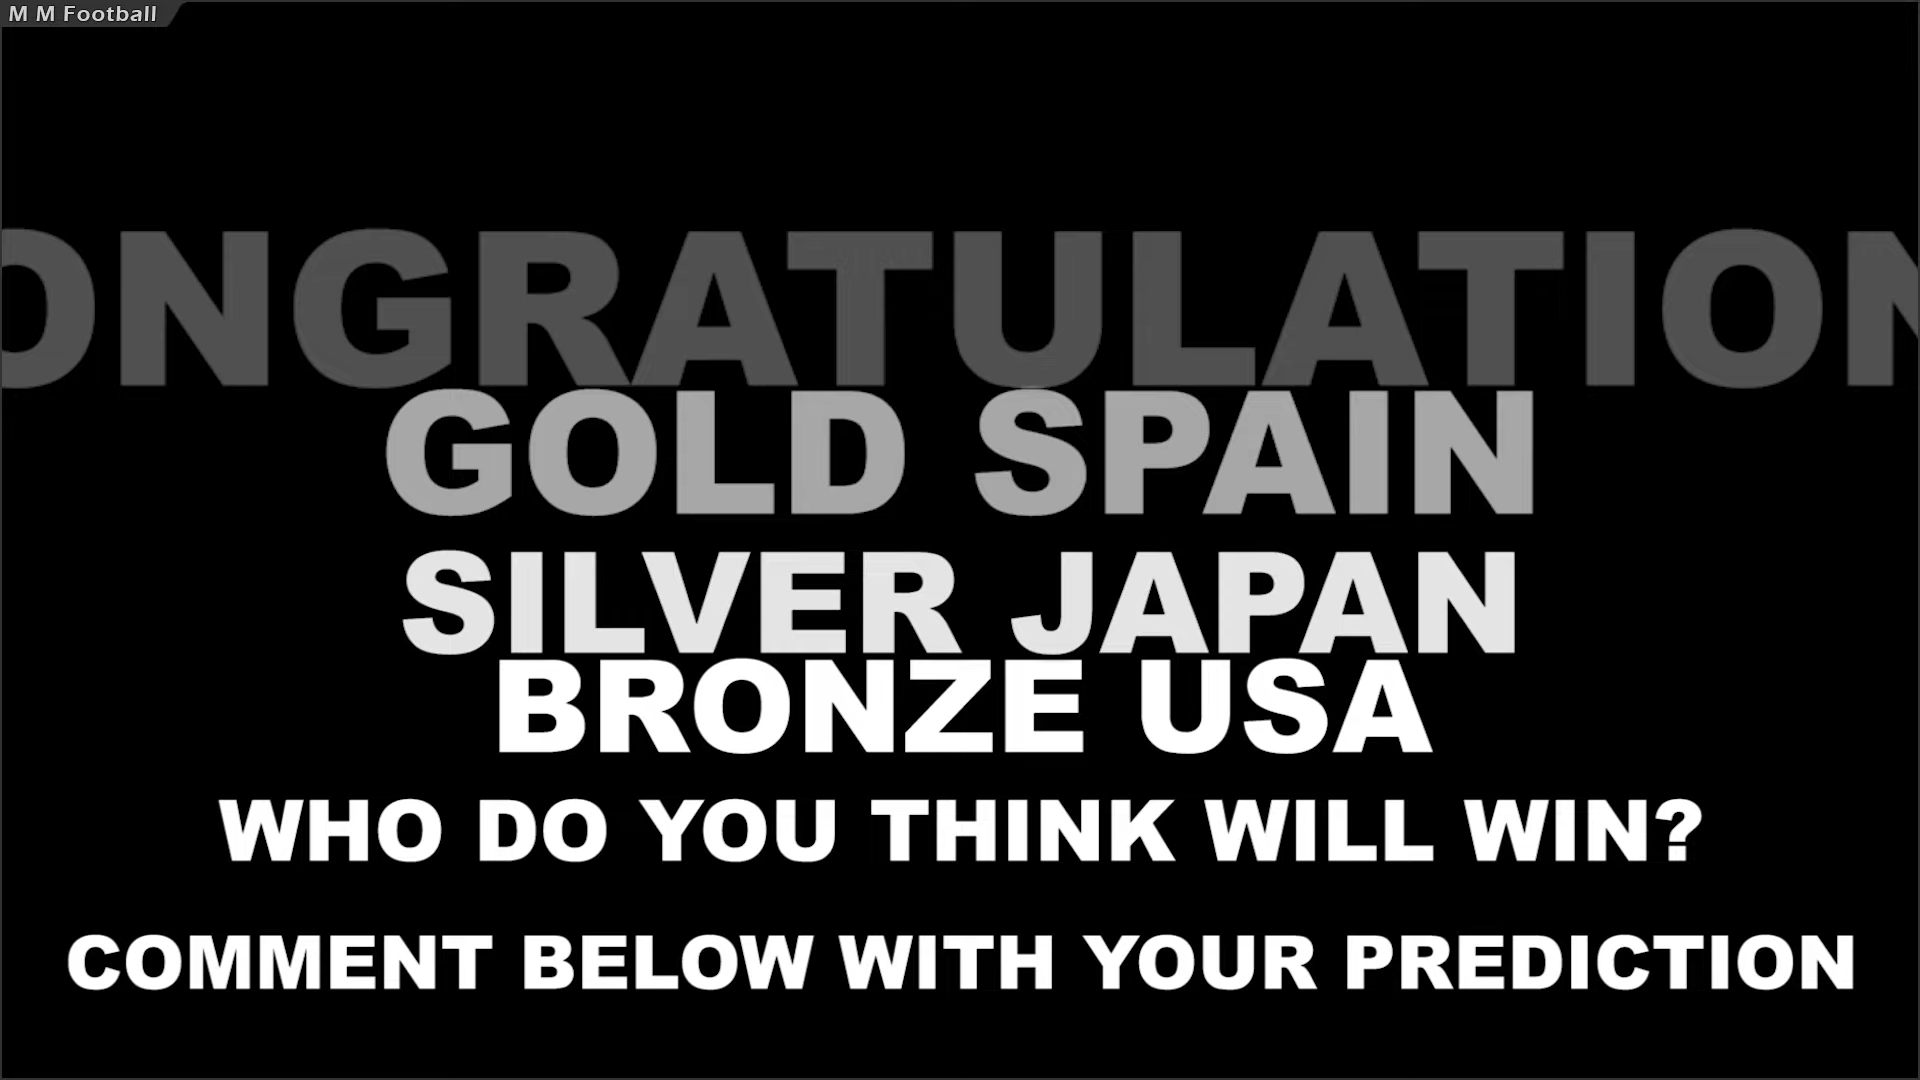 M M Football
ONGRATULATION
GOLD SPAIN
SILVER JAPAN
BRONZE USA
WHO DO YOU THINK WILL WIN?
COMMENT BELOW WITH YOUR PREDICTION